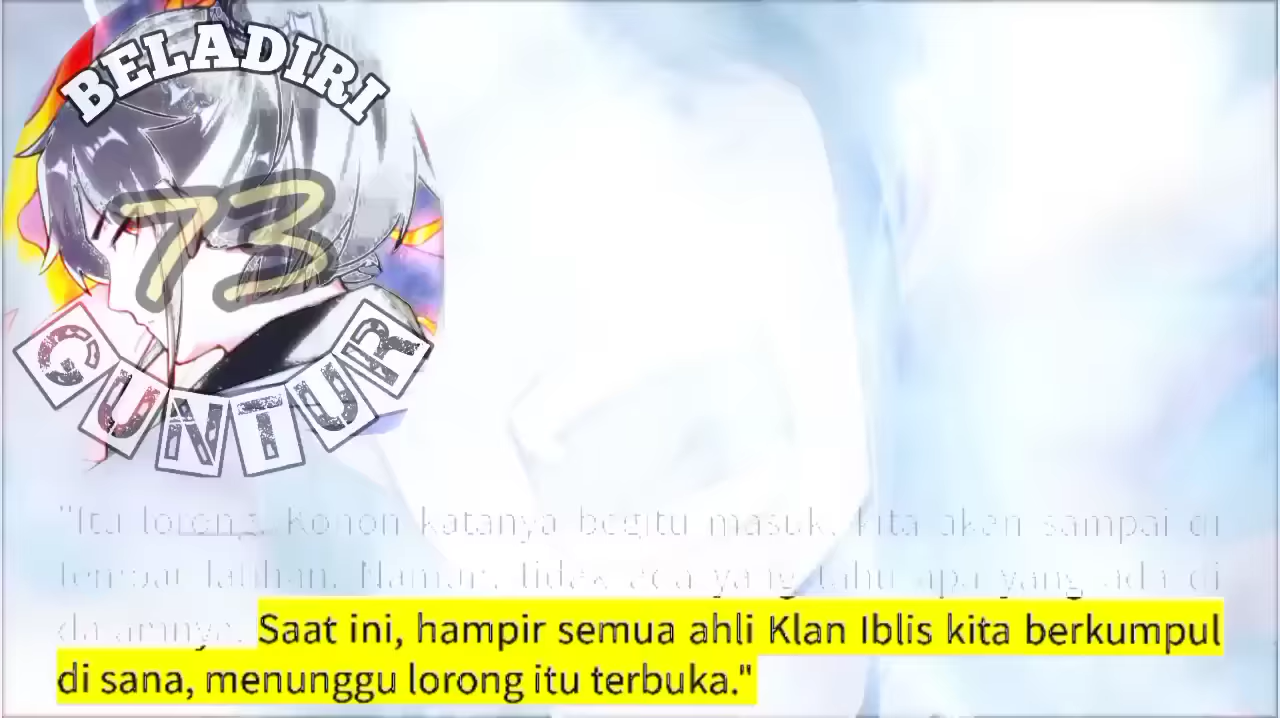 BELADIRI
73
GUNTUR
"Itu lorong. Konon katanya begitu masuk, kita akan sampai di
tempat latihan. Namun, tidak ada yang tahu apa yang ada di
dalamnya. Saat ini, hampir semua ahli Klan Iblis kita berkumpul
di sana, menunggu lorong itu terbuka."